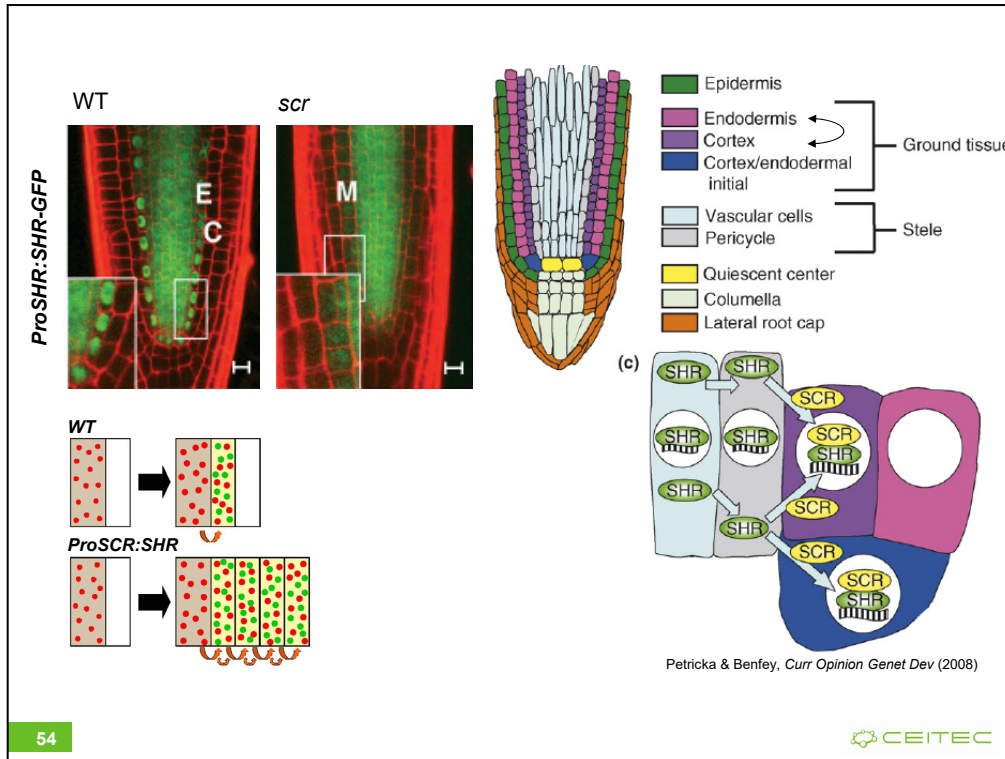 WT
scr
ProSHR:SHR-GFP
E
C
M
Epidermis
Endodermis
Cortex
Cortex/endodermal
initial
Ground tissue
Vascular cells
Pericycle
Stele
Quiescent center
Columella
Lateral root cap
WT
ProSCR:SHR
(c)
SHR
SHR
SCR
SHR
SHR
SCR
SHR
SHR
SCR
SHR
SCR
SCR
SHR
Petricka & Benfey, Curr Opinion Genet Dev (2008)
54
CEITEC